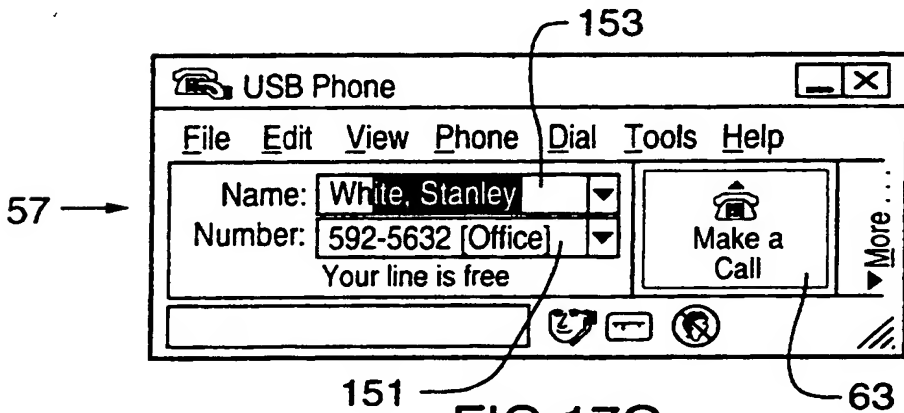 153
USB Phone
File Edit View Phone Dial Tools Help
57
Name: White, Stanley
Number: 592-5632 [Office]
Your line is free
Make a
Call
More...
151
63